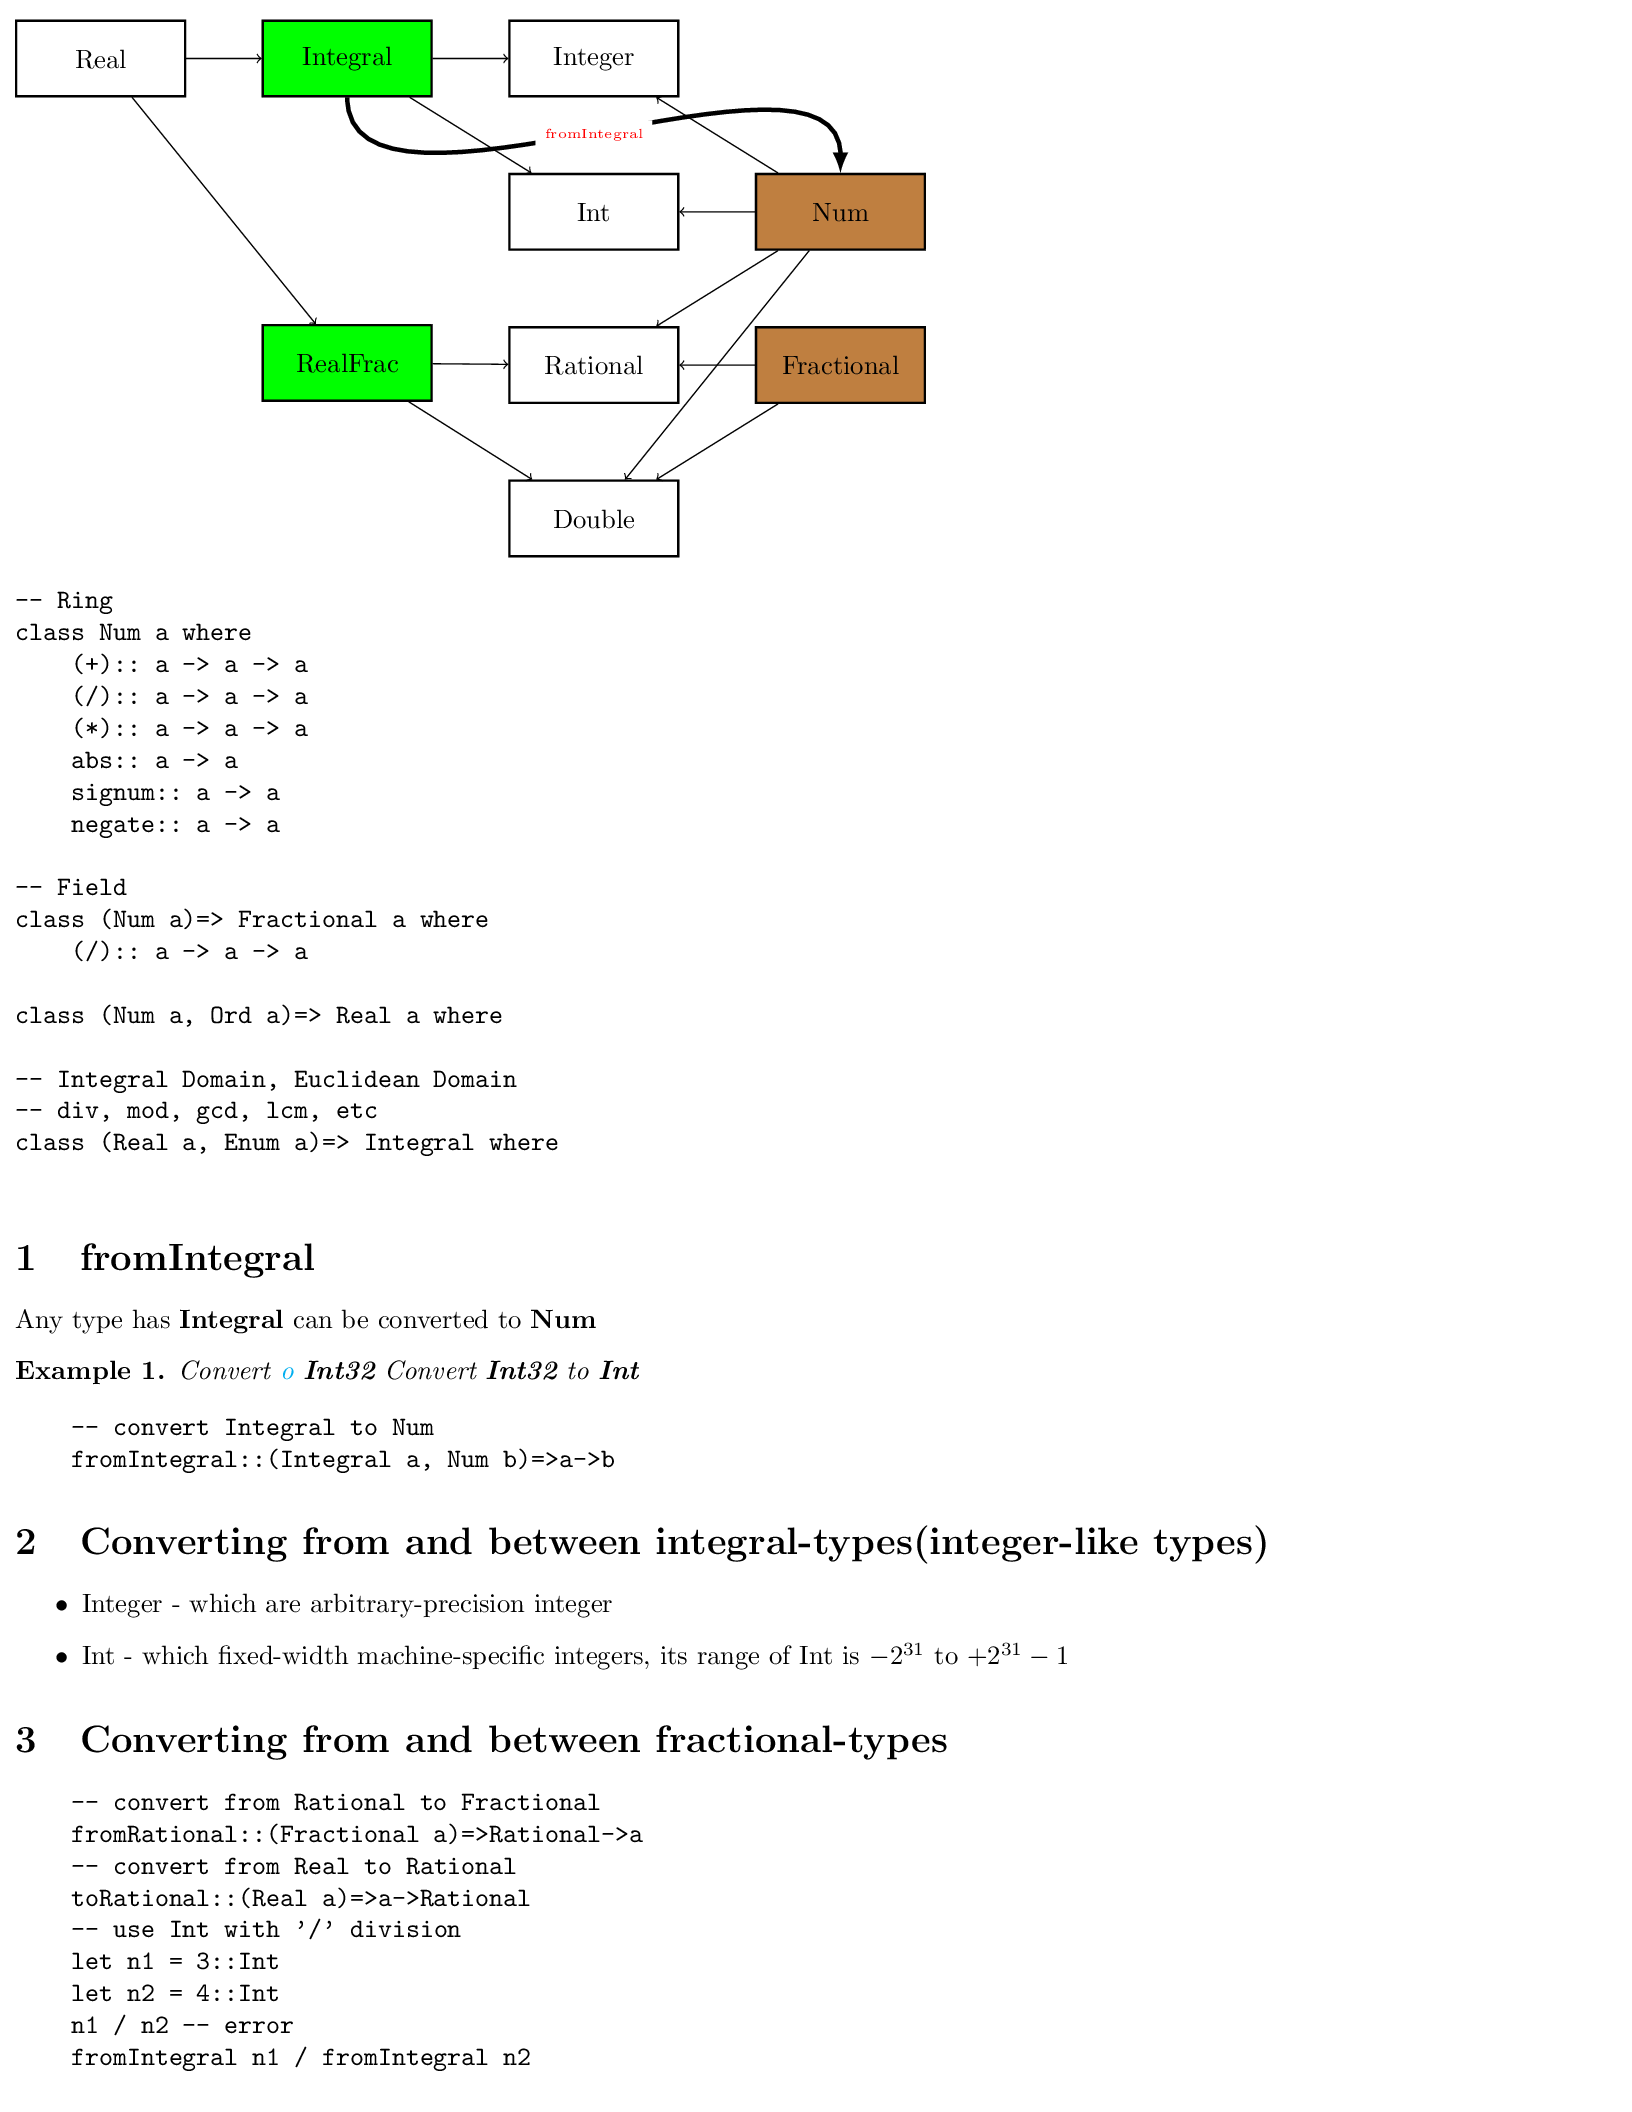 Real
Integral
Integer
fromIntegral
Int
Num
RealFrac
Rational
Fractional
Double
-- Ring
class Num a where
    (+):: a -> a -> a
    (/):: a -> a -> a
    (*):: a -> a -> a
    abs:: a -> a
    signum:: a -> a
    negate:: a -> a
-- Field
class (Num a)=> Fractional a where
    (/):: a -> a -> a
class (Num a, Ord a)=> Real a where
-- Integral Domain, Euclidean Domain
-- div, mod, gcd, lcm, etc
class (Real a, Enum a)=> Integral where
1 fromIntegral
Any type has Integral can be converted to Num
Example 1. Convert o Int32 Convert Int32 to Int
    -- convert Integral to Num
    fromIntegral::(Integral a, Num b)=>a->b
2 Converting from and between integral-types(integer-like types)
• Integer - which are arbitrary-precision integer
• Int - which fixed-width machine-specific integers, its range of Int is −2³¹ to +2³¹ − 1
3 Converting from and between fractional-types
    -- convert from Rational to Fractional
    fromRational::(Fractional a)=>Rational->a
    -- convert from Real to Rational
    toRational::(Real a)=>a->Rational
    -- use Int with ’/’ division
    let n1 = 3::Int
    let n2 = 4::Int
    n1 / n2 -- error
    fromIntegral n1 / fromIntegral n2